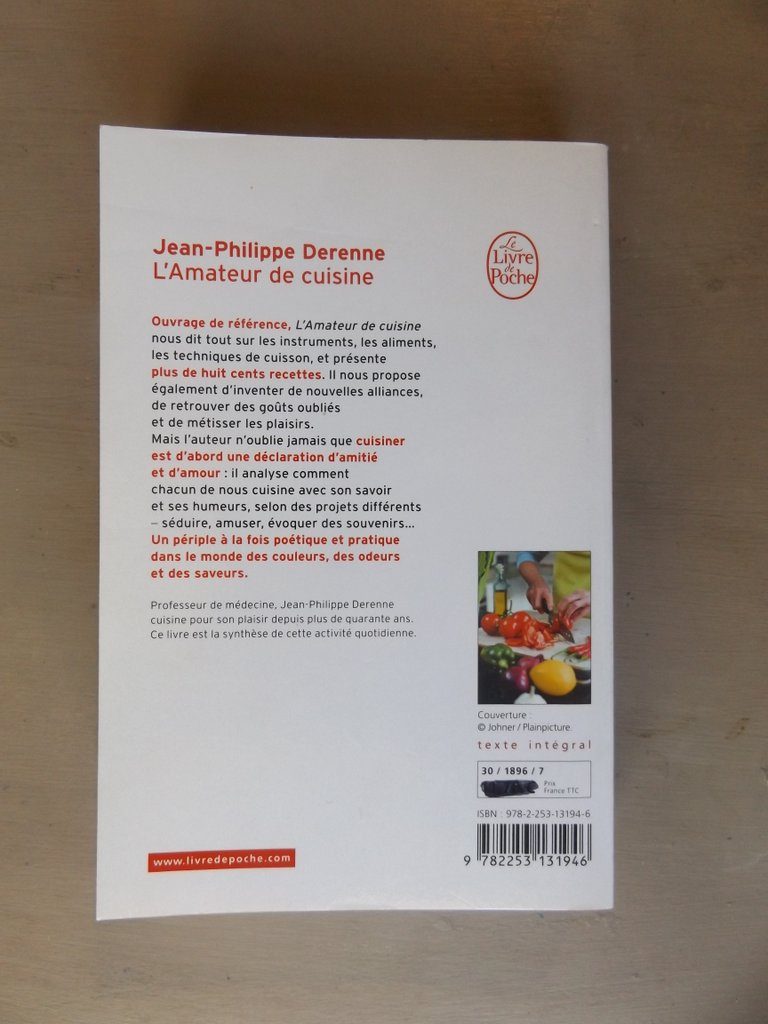 Jean-Philippe Derenne
L'Amateur de cuisine
Le
Livre
de
Poche
Ouvrage de référence, L'Amateur de cuisine
nous dit tout sur les instruments, les aliments,
les techniques de cuisson, et présente
plus de huit cents recettes. Il nous propose
également d'inventer de nouvelles alliances,
de retrouver des goûts oubliés
et de métisser les plaisirs.
Mais l'auteur n'oublie jamais que cuisiner
est d'abord une déclaration d'amitié
et d'amour : il analyse comment
chacun de nous cuisine avec son savoir
et ses humeurs, selon des projets différents
– séduire, amuser, évoquer des souvenirs...
Un périple à la fois poétique et pratique
dans le monde des couleurs, des odeurs
et des saveurs.
Professeur de médecine, Jean-Philippe Derenne
cuisine pour son plaisir depuis plus de quarante ans.
Ce livre est la synthèse de cette activité quotidienne.
Couverture :
© Johner / Plainpicture.
texte intégral
30 / 1896 / 7
Prix
France TTC
ISBN : 978-2-253-13194-6
9 782253 131946
www.livredepoche.com